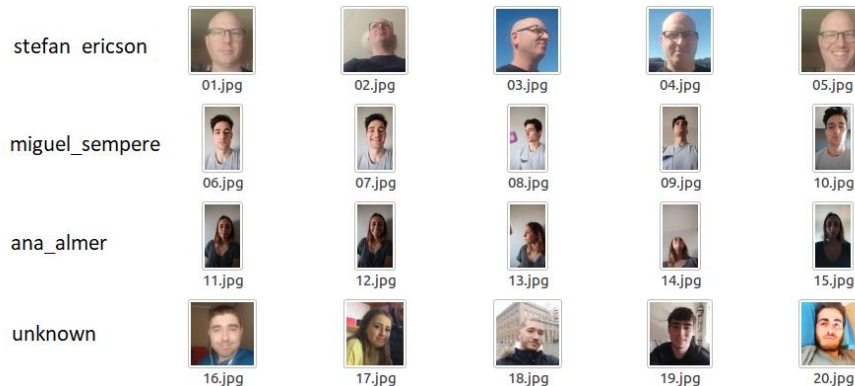 stefan ericson
01.jpg 02.jpg 03.jpg 04.jpg 05.jpg
miguel_sempere
06.jpg 07.jpg 08.jpg 09.jpg 10.jpg
ana_almer
11.jpg 12.jpg 13.jpg 14.jpg 15.jpg
unknown
16.jpg 17.jpg 18.jpg 19.jpg 20.jpg